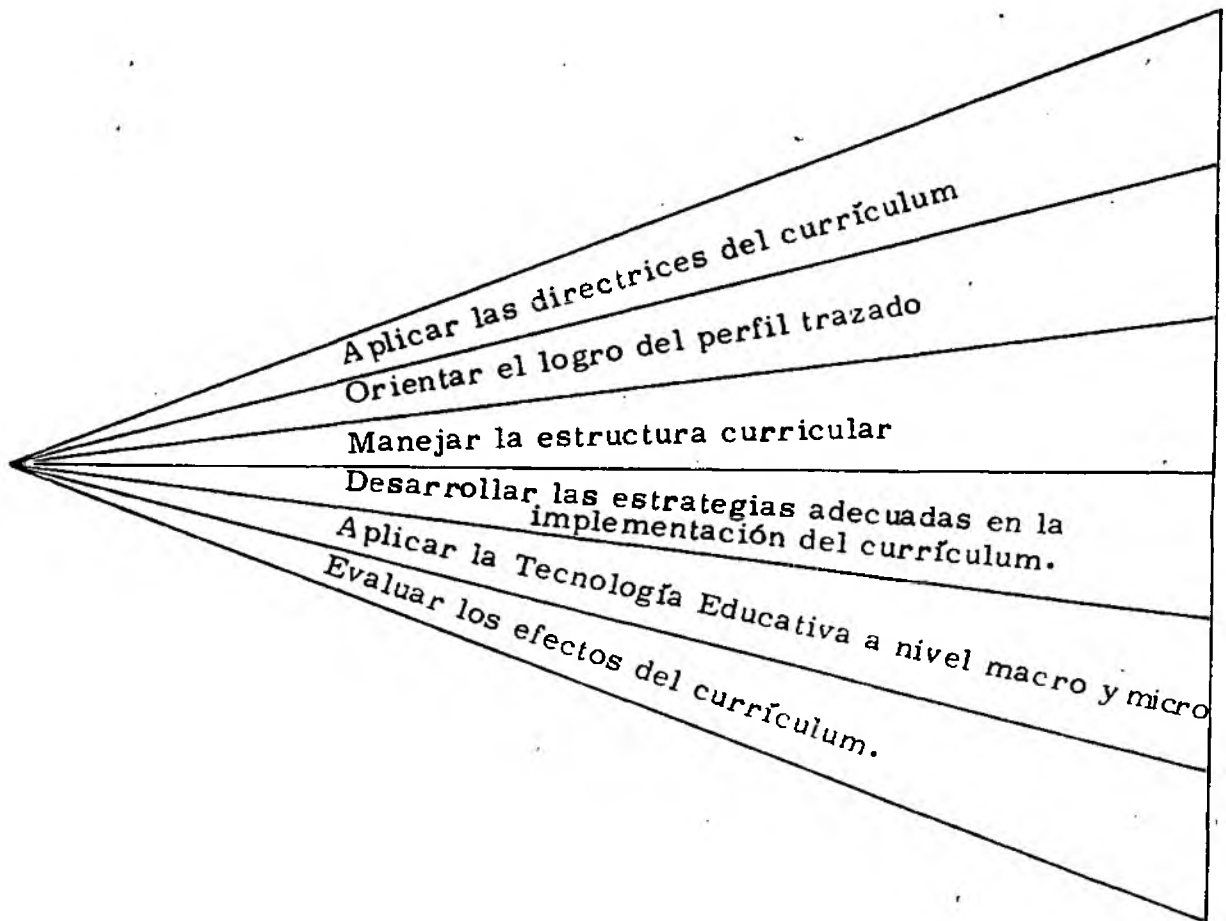 Aplicar las directrices del currículum
Orientar el logro del perfil trazado
Manejar la estructura curricular
Desarrollar las estrategias adecuadas en la
implementación del currículum.
Aplicar la Tecnología Educativa a nivel macro y micro
Evaluar los efectos del currículum.